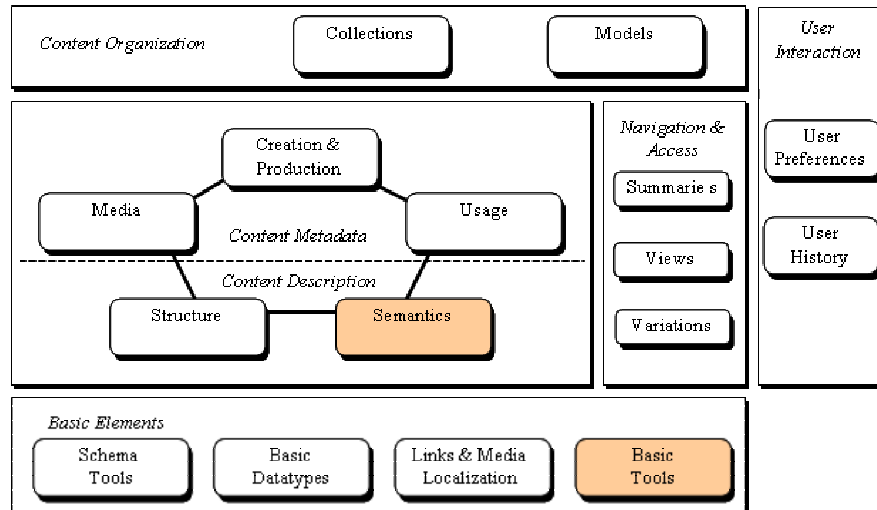 Content Organization
Collections
Models
User
Interaction
Creation &
Production
Media
Usage
Content Metadata
Content Description
Structure
Semantics
Navigation &
Access
Summaries
Views
Variations
User
Preferences
User
History
Basic Elements
Schema
Tools
Basic
Datatypes
Links & Media
Localization
Basic
Tools